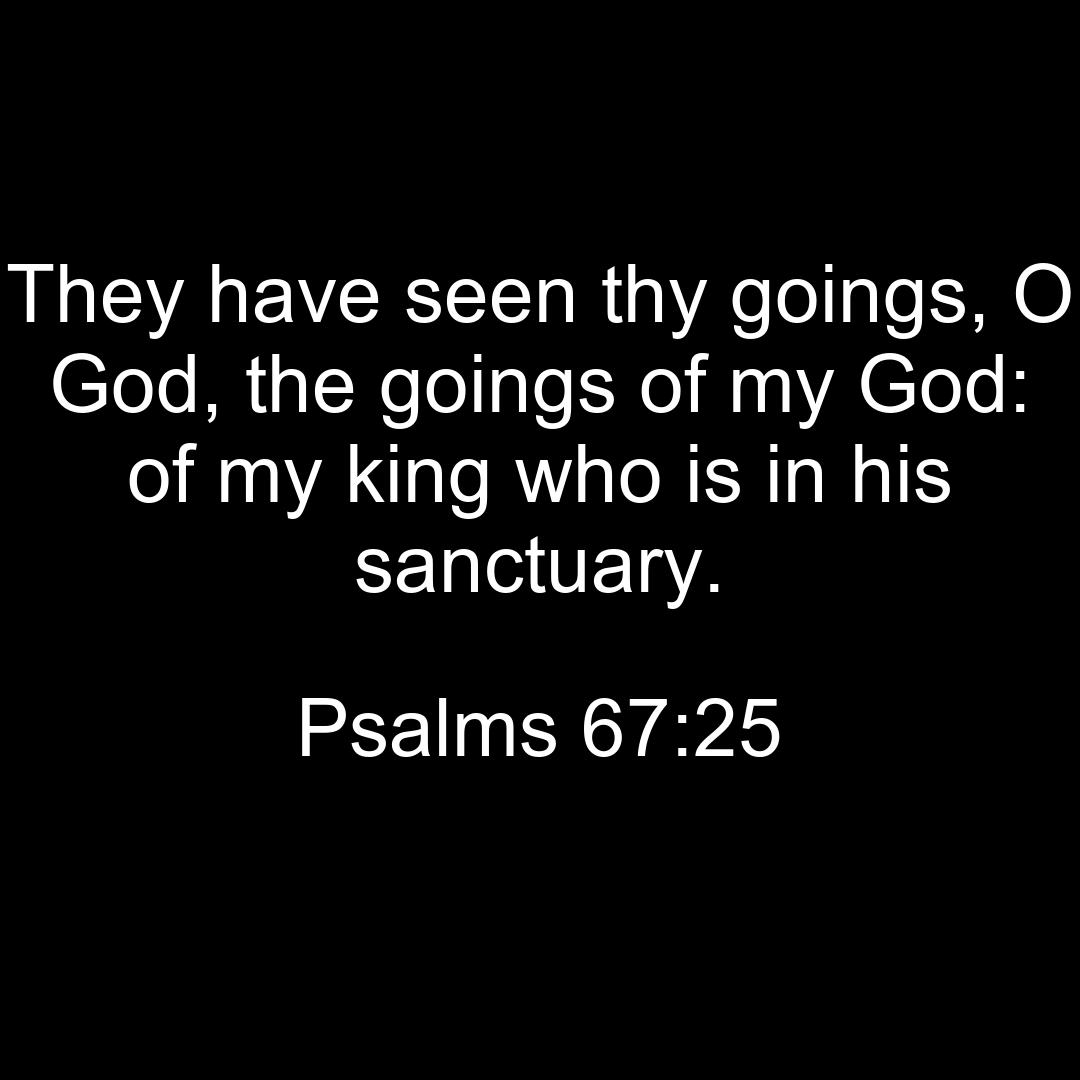 They have seen thy goings, O
God, the goings of my God:
of my king who is in his
sanctuary.
Psalms 67:25